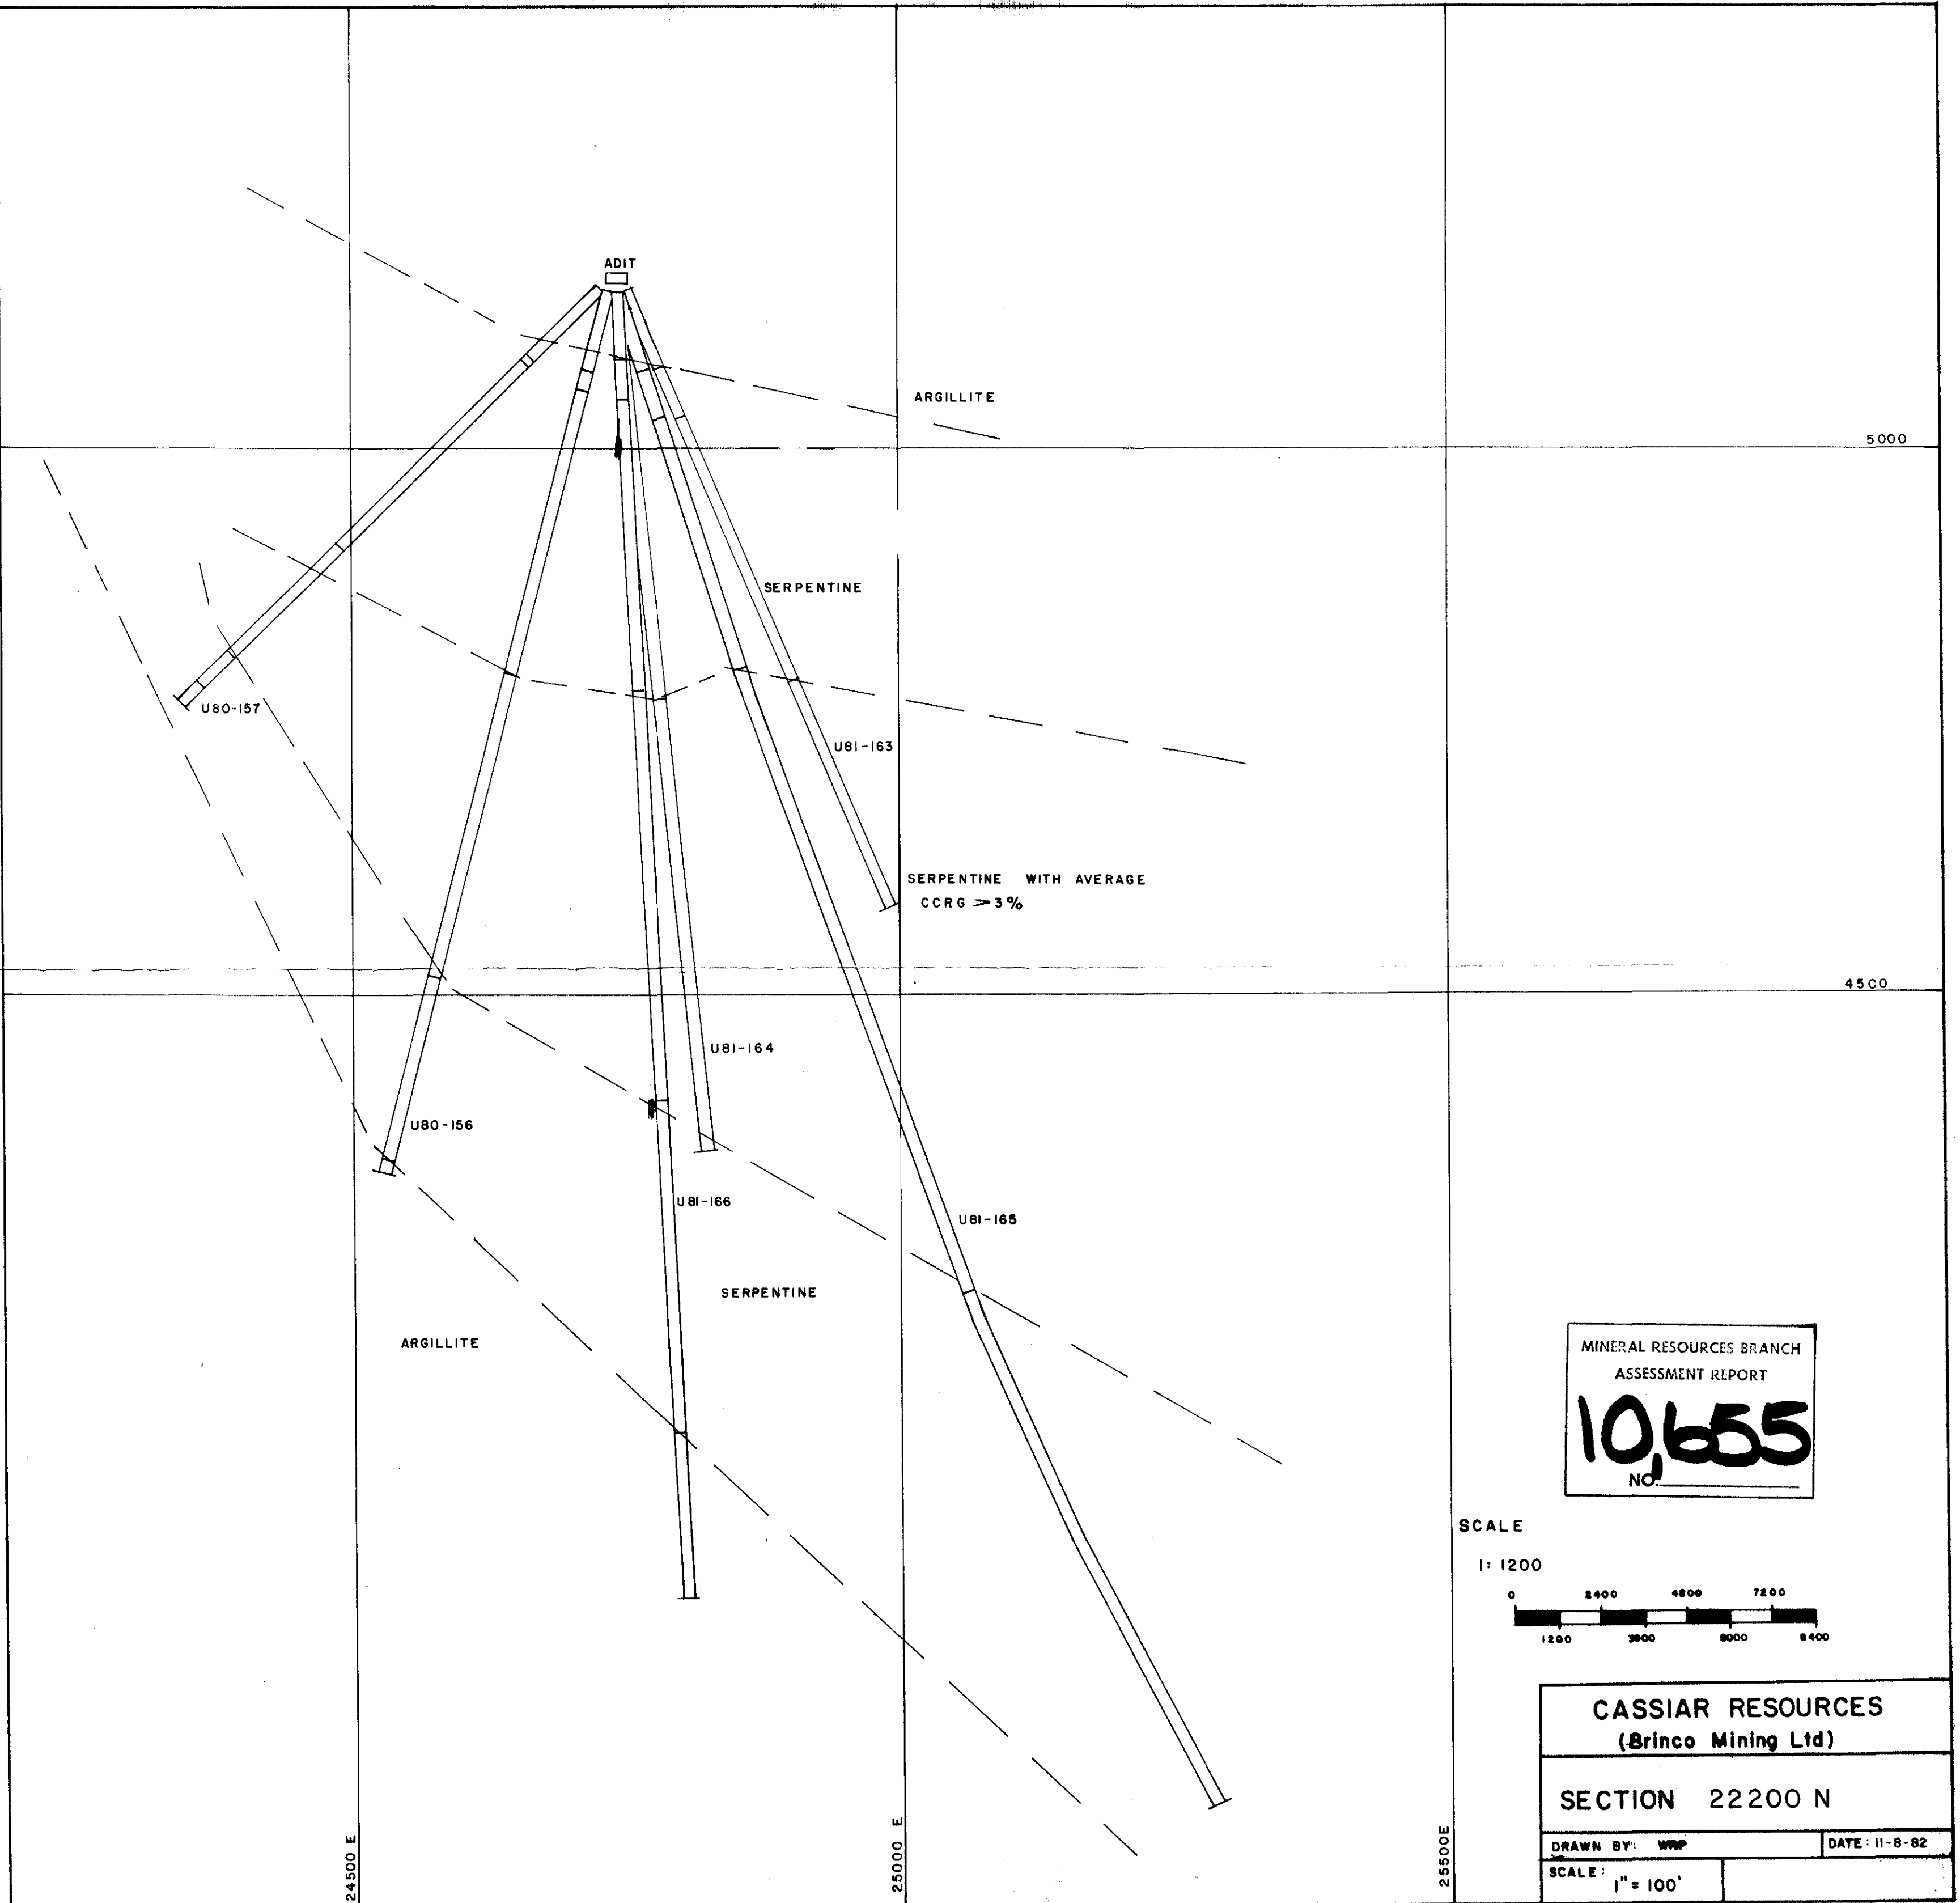 ADIT
ARGILLITE
5000
SERPENTINE
U80-157
U81-163
SERPENTINE WITH AVERAGE
CCRG > 3%
4500
U81-164
U80-156
U81-166
U81-165
SERPENTINE
ARGILLITE
MINERAL RESOURCES BRANCH
ASSESSMENT REPORT
10,655
NO.
SCALE
1:1200
0 2400 4800 7200
1200 3600 6000 8400
CASSIAR RESOURCES
(Brinco Mining Ltd)
SECTION 22200 N
DRAWN BY: WRP
DATE: 11-8-82
SCALE: 1" = 100'
24500 E
25000 E
25500E